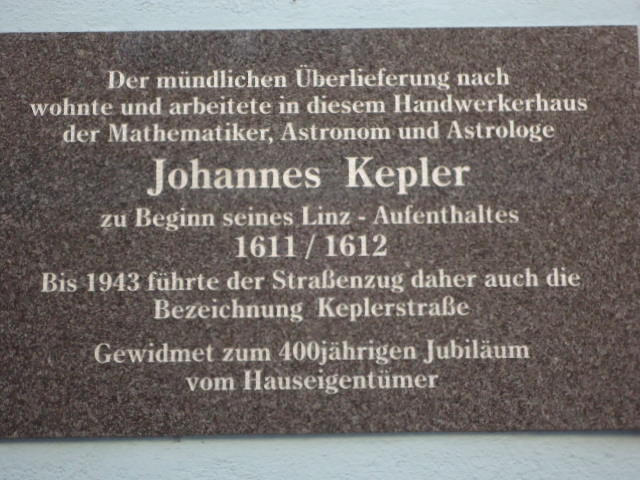 Der mündlichen Überlieferung nach
wohnte und arbeitete in diesem Handwerkerhaus
der Mathematiker, Astronom und Astrologe
Johannes Kepler
zu Beginn seines Linz - Aufenthaltes
1611 / 1612
Bis 1943 führte der Straßenzug daher auch die
Bezeichnung Keplerstraße
Gewidmet zum 400jährigen Jubiläum
vom Hauseigentümer